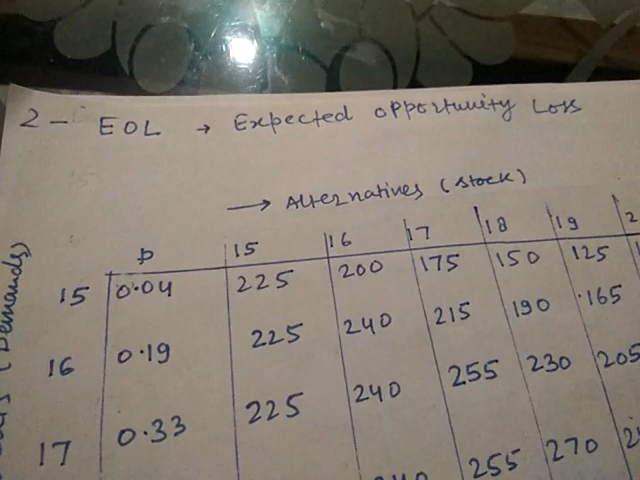 2- EOL → Expected opportunity Loss
→ Alternatives (stock)
p 15 16 17 18 19
15 0.04 225 200 175 150 125
16 0.19 225 240 215 190 165
17 0.33 225 240 255 230 205
255 270
(Demands)